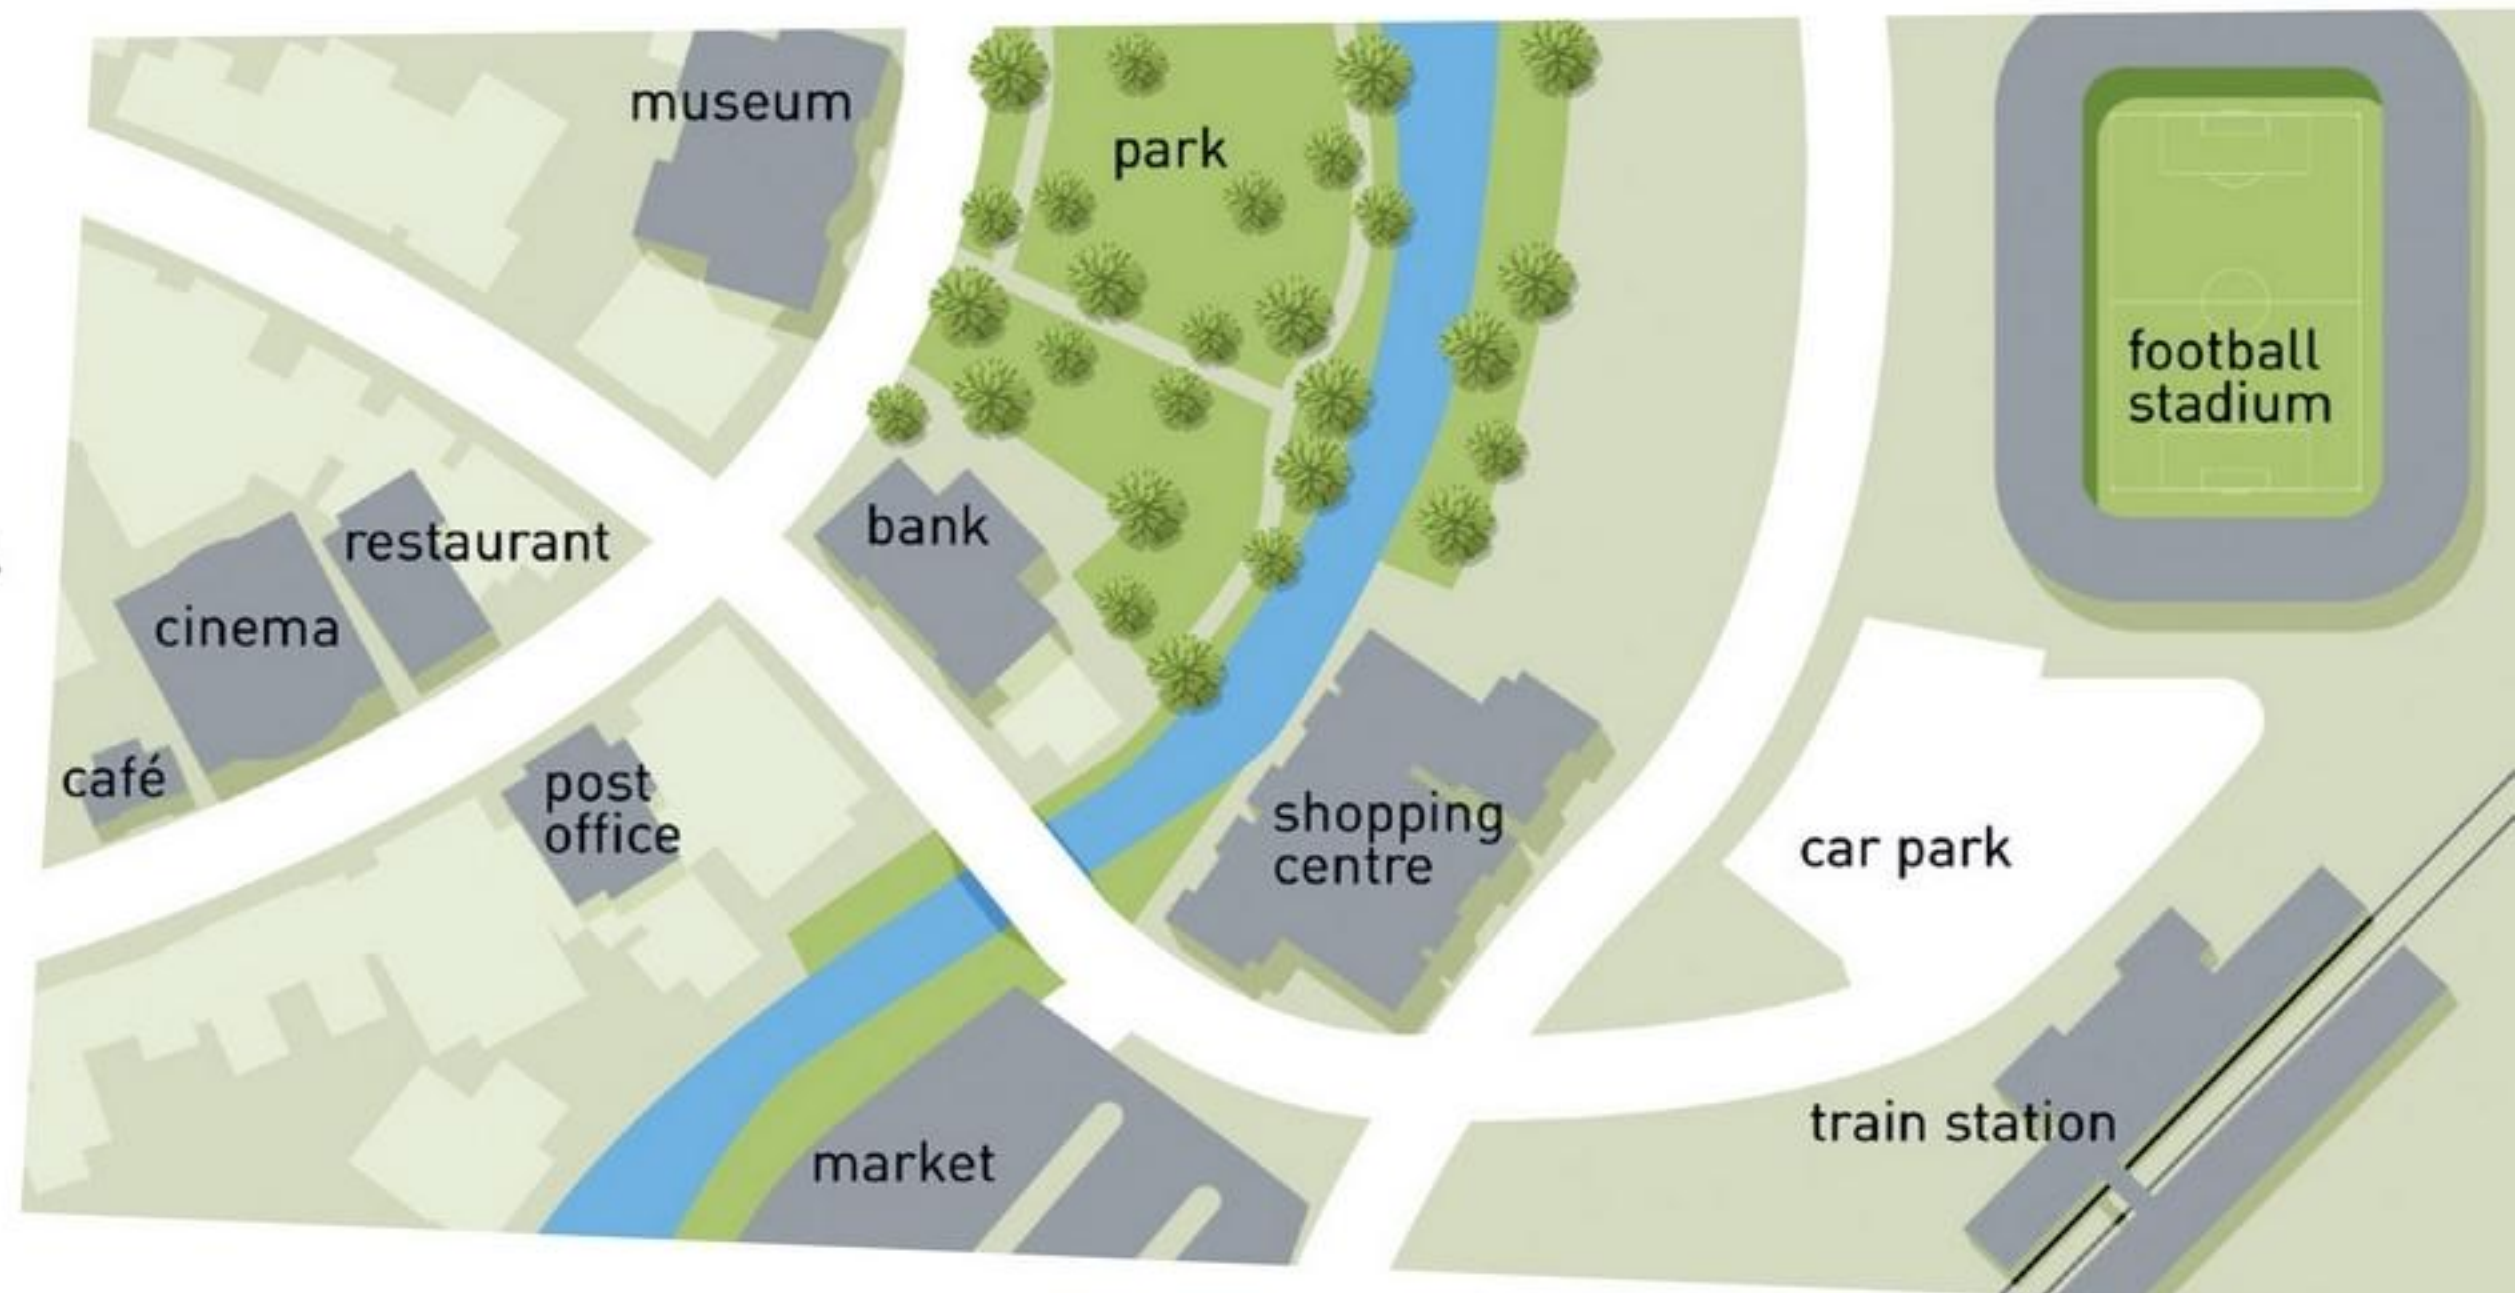 museum
park
football
stadium
restaurant
bank
cinema
café
post
office
shopping
centre
car park
train station
market